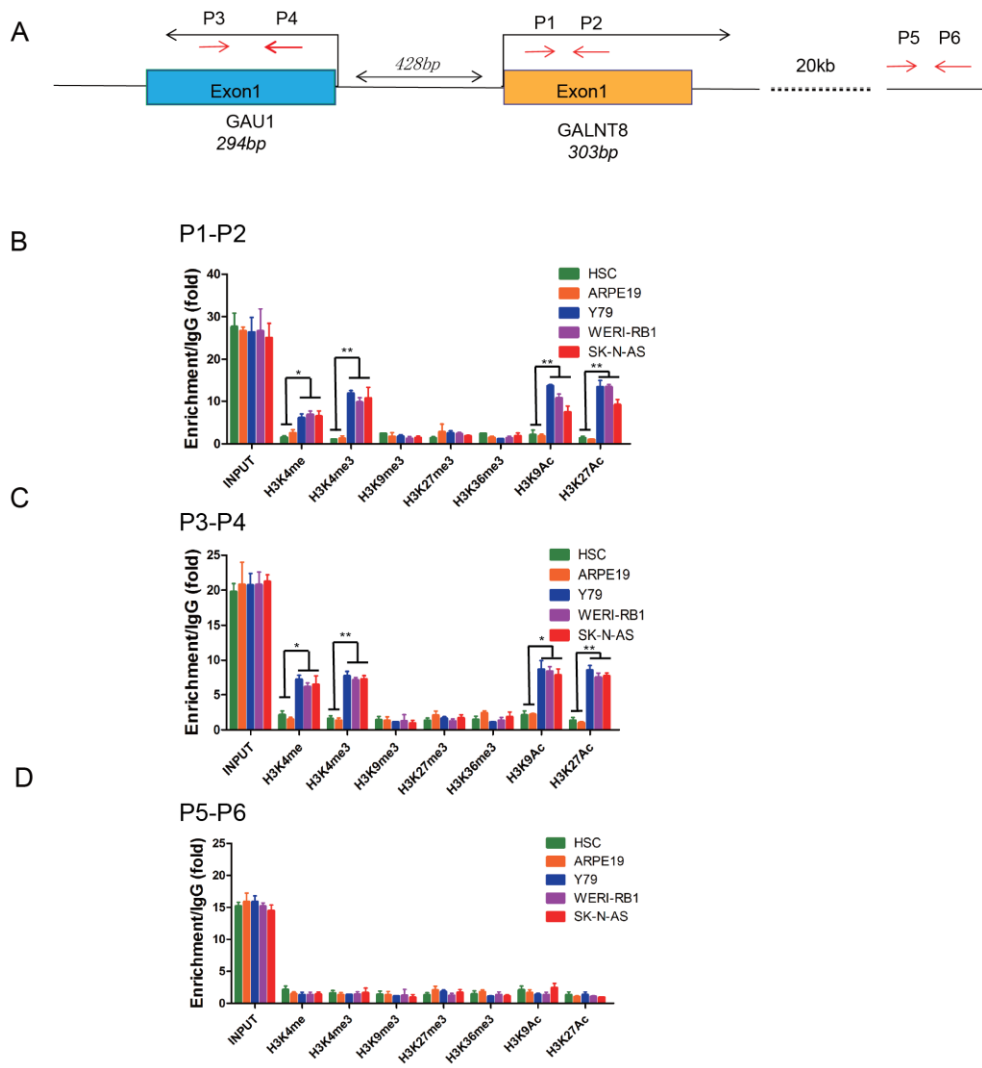 A
P3 P4
P1 P2
P5 P6
428bp
20kb
Exon1
Exon1
GAU1
294bp
GALNT8
303bp
B
P1-P2
Enrichment/IgG (fold)
40
30
20
10
0
HSC
ARPE19
Y79
WERI-RB1
SK-N-AS
*
**
**
**
INPUT
H3K4me
H3K4me3
H3K9me3
H3K27me3
H3K36me3
H3K9Ac
H3K27Ac
C
P3-P4
Enrichment/IgG (fold)
25
20
15
10
5
0
HSC
ARPE19
Y79
WERI-RB1
SK-N-AS
*
**
*
**
INPUT
H3K4me
H3K4me3
H3K9me3
H3K27me3
H3K36me3
H3K9Ac
H3K27Ac
D
P5-P6
Enrichment/IgG (fold)
25
20
15
10
5
0
HSC
ARPE19
Y79
WERI-RB1
SK-N-AS
INPUT
H3K4me
H3K4me3
H3K9me3
H3K27me3
H3K36me3
H3K9Ac
H3K27Ac